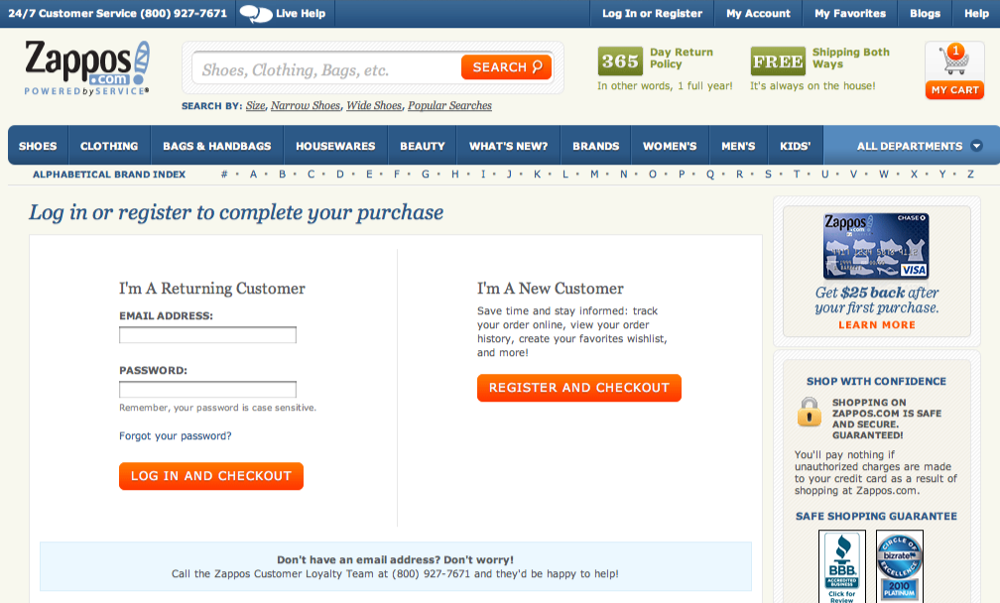 24/7 Customer Service (800) 927-7671
Live Help
Log In or Register
My Account
My Favorites
Blogs
Help
Zappos
.com
POWERED by SERVICE®
Shoes, Clothing, Bags, etc.
SEARCH
SEARCH BY: Size, Narrow Shoes, Wide Shoes, Popular Searches
365
Day Return
Policy
In other words, 1 full year!
FREE
Shipping Both
Ways
It's always on the house!
1
MY CART
SHOES
CLOTHING
BAGS & HANDBAGS
HOUSEWARES
BEAUTY
WHAT'S NEW?
BRANDS
WOMEN'S
MEN'S
KIDS'
ALL DEPARTMENTS
ALPHABETICAL BRAND INDEX
# • A • B • C • D • E • F • G • H • I • J • K • L • M • N • O • P • Q • R • S • T • U • V • W • X • Y • Z
Log in or register to complete your purchase
I'm A Returning Customer
EMAIL ADDRESS:
PASSWORD:
Remember, your password is case sensitive.
Forgot your password?
LOG IN AND CHECKOUT
I'm A New Customer
Save time and stay informed: track
your order online, view your order
history, create your favorites wishlist,
and more!
REGISTER AND CHECKOUT
Don't have an email address? Don't worry!
Call the Zappos Customer Loyalty Team at (800) 927-7671 and they'd be happy to help!
Zappos
.com
CHASE
VISA
Get $25 back after
your first purchase.
LEARN MORE
SHOP WITH CONFIDENCE
SHOPPING ON
ZAPPOS.COM IS SAFE
AND SECURE.
GUARANTEED!
You'll pay nothing if
unauthorized charges are made
to your credit card as a result of
shopping at Zappos.com.
SAFE SHOPPING GUARANTEE
BBB
ACCREDITED
BUSINESS
Click for
Review
CIRCLE OF
bizrate
EXCELLENCE
2010
PLATINUM